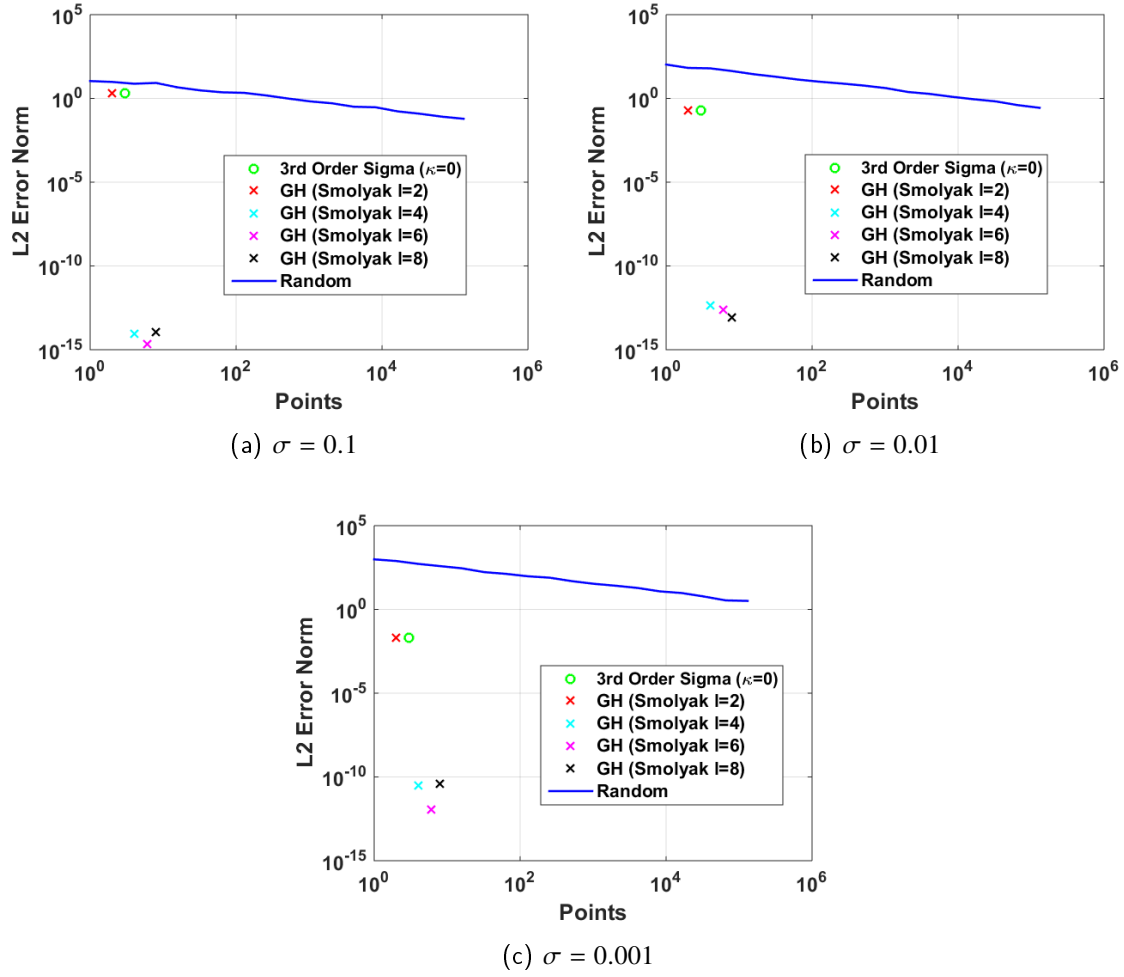 10^5
10^0
10^-5
10^-10
10^-15
L2 Error Norm
3rd Order Sigma (κ=0)
GH (Smolyak l=2)
GH (Smolyak l=4)
GH (Smolyak l=6)
GH (Smolyak l=8)
Random
10^0 10^2 10^4 10^6
Points
(a) σ = 0.1
10^5
10^0
10^-5
10^-10
10^-15
L2 Error Norm
3rd Order Sigma (κ=0)
GH (Smolyak l=2)
GH (Smolyak l=4)
GH (Smolyak l=6)
GH (Smolyak l=8)
Random
10^0 10^2 10^4 10^6
Points
(b) σ = 0.01
10^5
10^0
10^-5
10^-10
10^-15
L2 Error Norm
3rd Order Sigma (κ=0)
GH (Smolyak l=2)
GH (Smolyak l=4)
GH (Smolyak l=6)
GH (Smolyak l=8)
Random
10^0 10^2 10^4 10^6
Points
(c) σ = 0.001